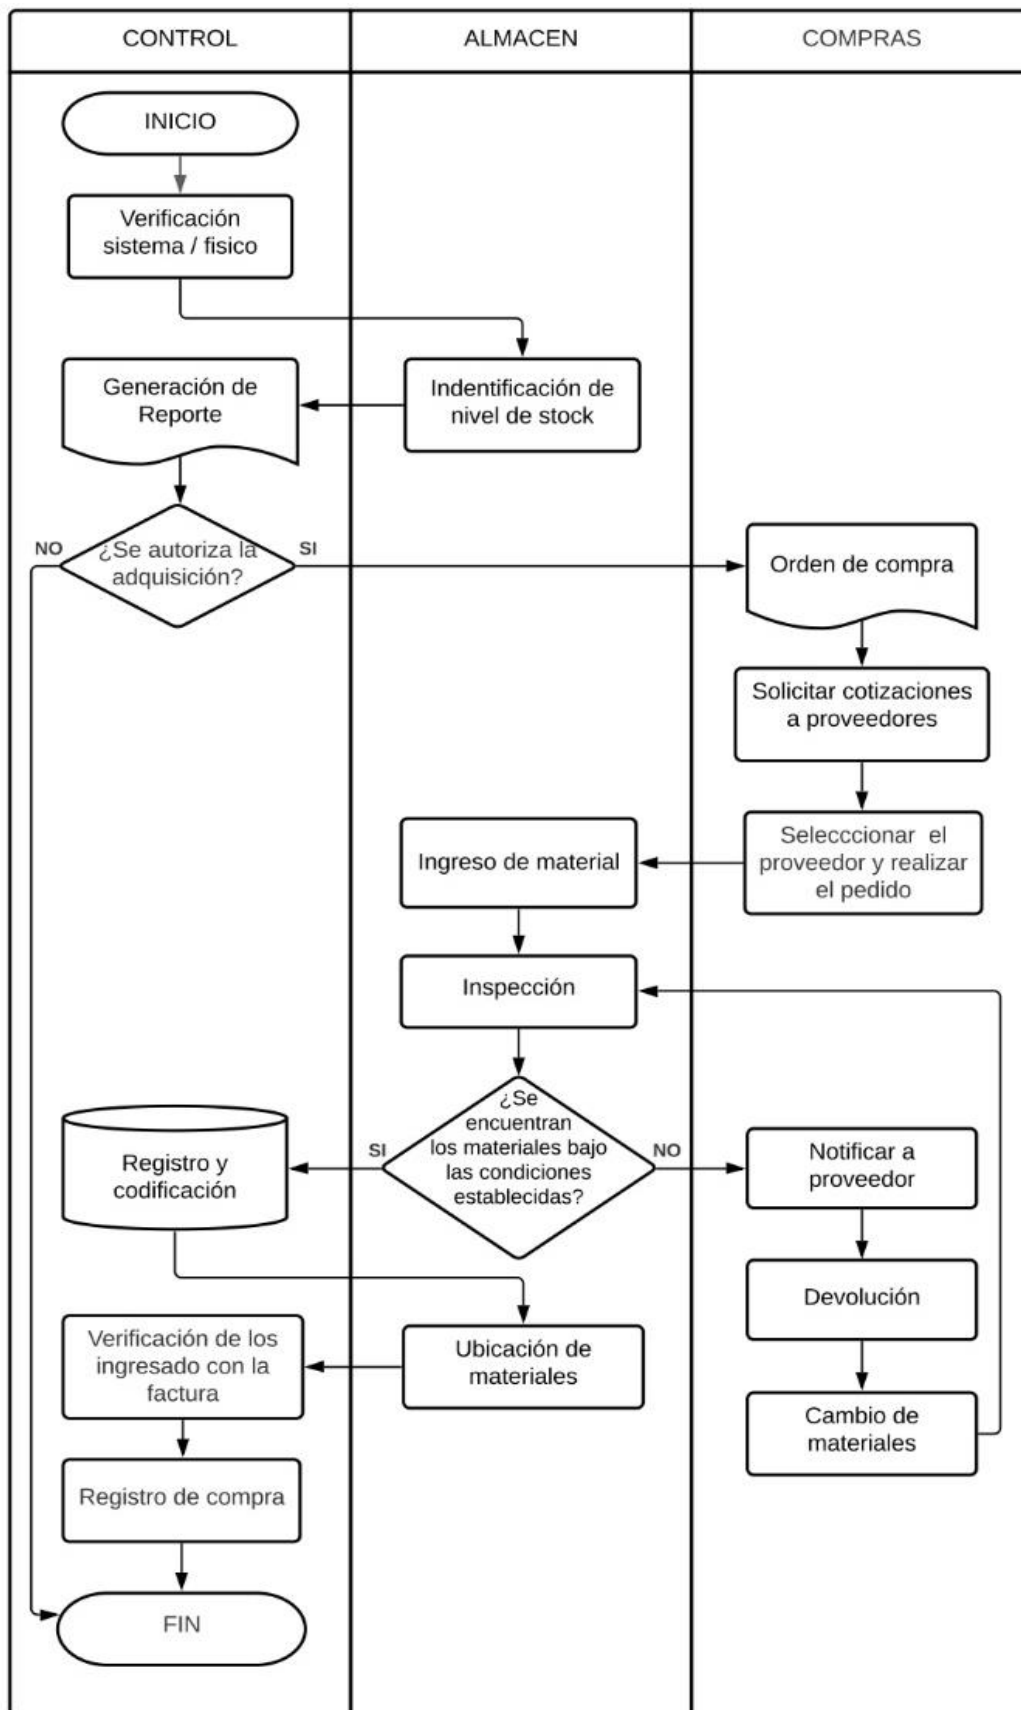 CONTROL
ALMACEN
COMPRAS
INICIO
Verificación
sistema / fisico
Generación de
Reporte
Indentificación de
nivel de stock
NO
¿Se autoriza la
adquisición?
SI
Orden de compra
Solicitar cotizaciones
a proveedores
Selecccionar el
proveedor y realizar
el pedido
Ingreso de material
Inspección
¿Se
encuentran
los materiales bajo
las condiciones
establecidas?
SI
NO
Registro y
codificación
Notificar a
proveedor
Devolución
Cambio de
materiales
Ubicación de
materiales
Verificación de los
ingresado con la
factura
Registro de compra
FIN